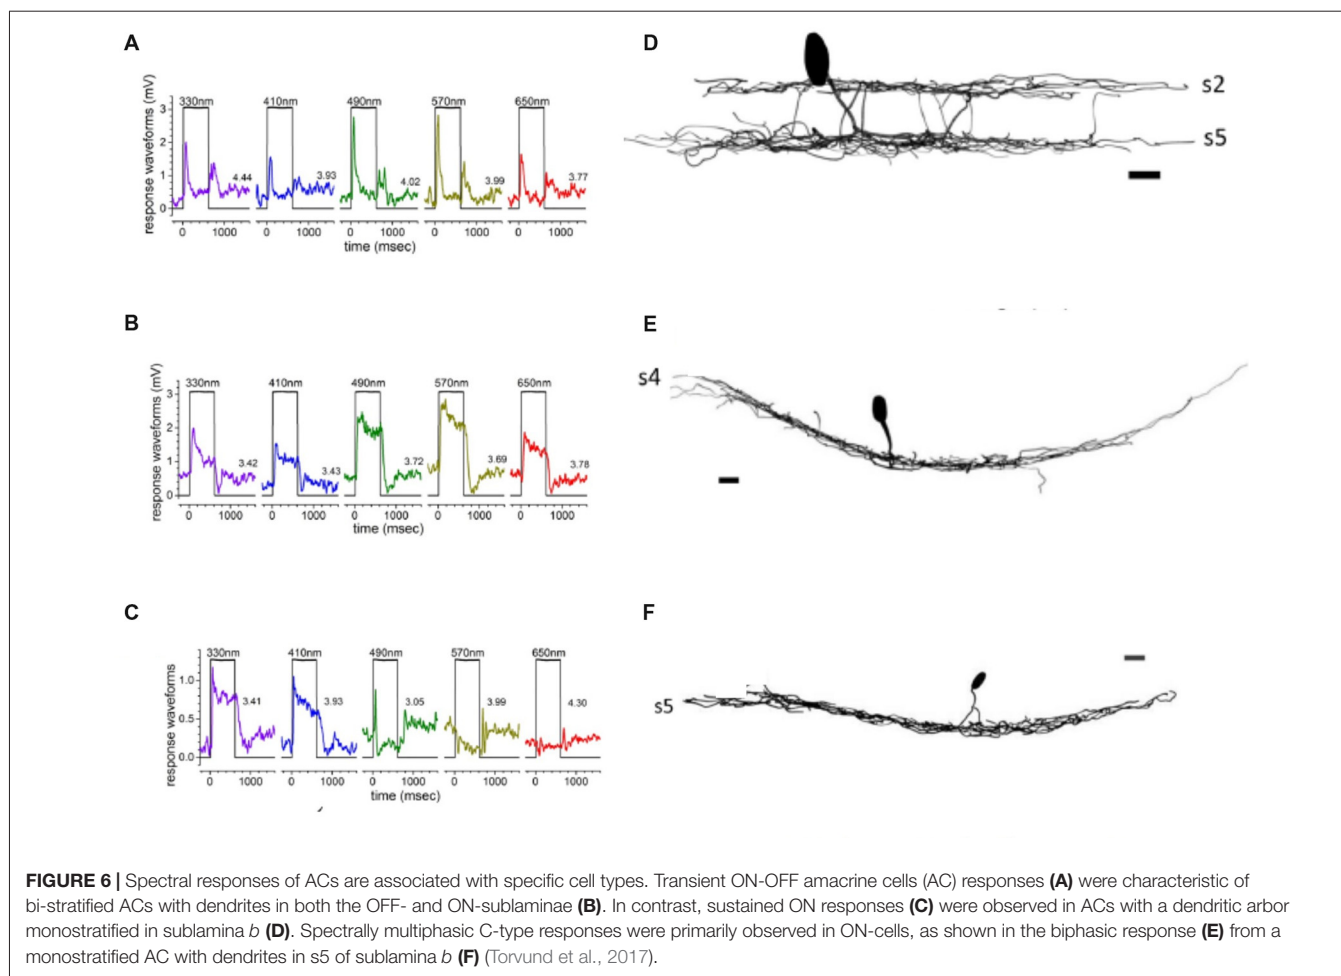 A
response waveforms (mV)
330nm 410nm 490nm 570nm 650nm
3
2
1
0
4.44 3.93 4.02 3.99 3.77
0 1000 0 1000 0 1000 0 1000 0 1000
time (msec)
D
s2
s5
B
response waveforms (mV)
330nm 410nm 490nm 570nm 650nm
3
2
1
0
3.42 3.43 3.72 3.69 3.78
0 1000 0 1000 0 1000 0 1000 0 1000
time (msec)
E
s4
C
response waveforms
330nm 410nm 490nm 570nm 650nm
1.0
0.5
0.0
3.41 3.93 3.05 3.99 4.30
0 1000 0 1000 0 1000 0 1000 0 1000
time (msec)
F
s5
FIGURE 6 | Spectral responses of ACs are associated with specific cell types. Transient ON-OFF amacrine cells (AC) responses (A) were characteristic of
bi-stratified ACs with dendrites in both the OFF- and ON-sublaminae (B). In contrast, sustained ON responses (C) were observed in ACs with a dendritic arbor
monostratified in sublamina b (D). Spectrally multiphasic C-type responses were primarily observed in ON-cells, as shown in the biphasic response (E) from a
monostratified AC with dendrites in s5 of sublamina b (F) (Torvund et al., 2017).